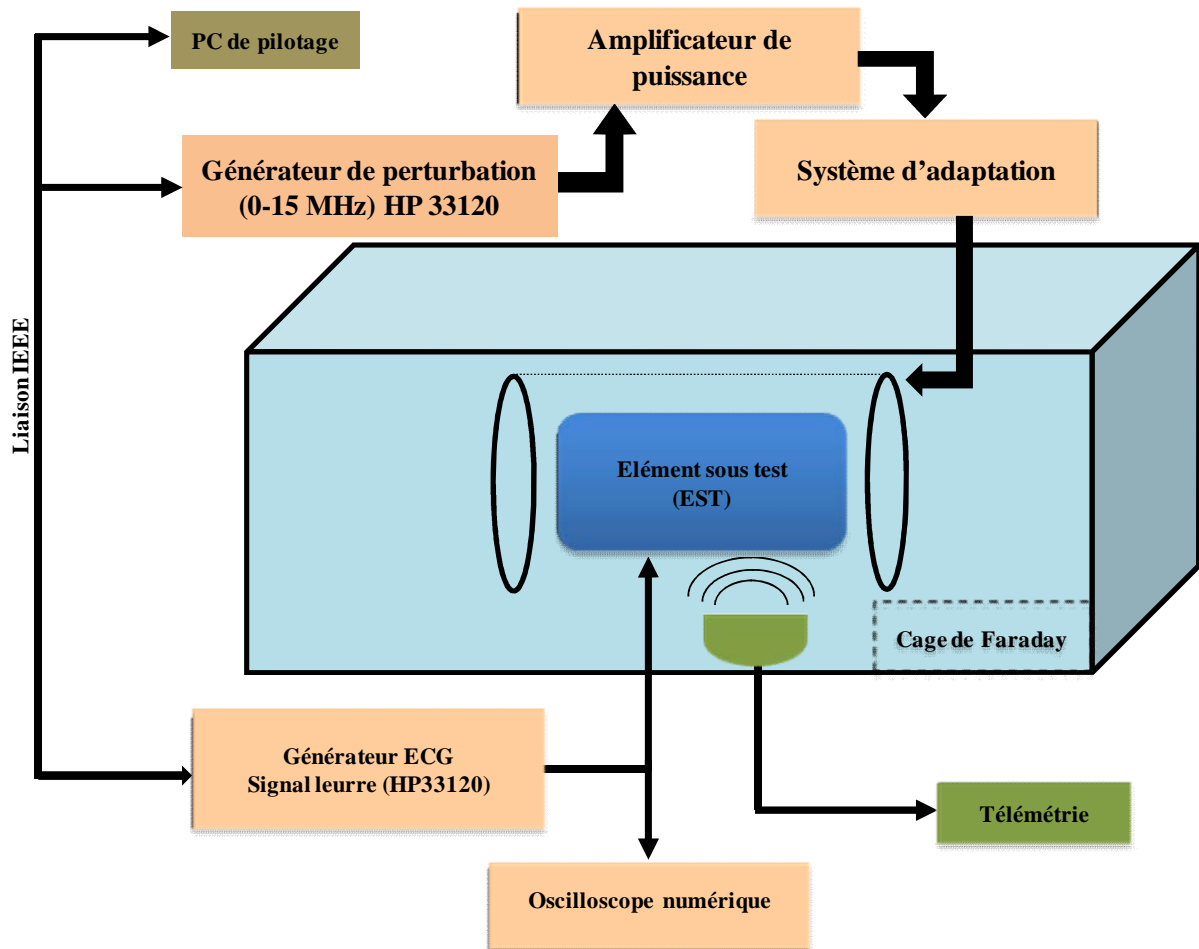 PC de pilotage
Amplificateur de
puissance
Générateur de perturbation
(0-15 MHz) HP 33120
Système d'adaptation
Liaison IEEE
Elément sous test
(EST)
Cage de Faraday
Générateur ECG
Signal leurre (HP33120)
Télémétrie
Oscilloscope numérique